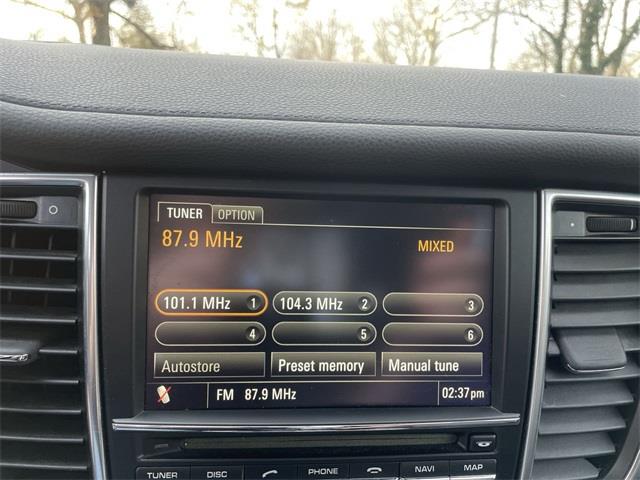 TUNER OPTION
87.9 MHz
MIXED
101.1 MHz 1 104.3 MHz 2 3
4 5 6
Autostore Preset memory Manual tune
FM 87.9 MHz 02:37pm
TUNER DISC PHONE NAVI MAP